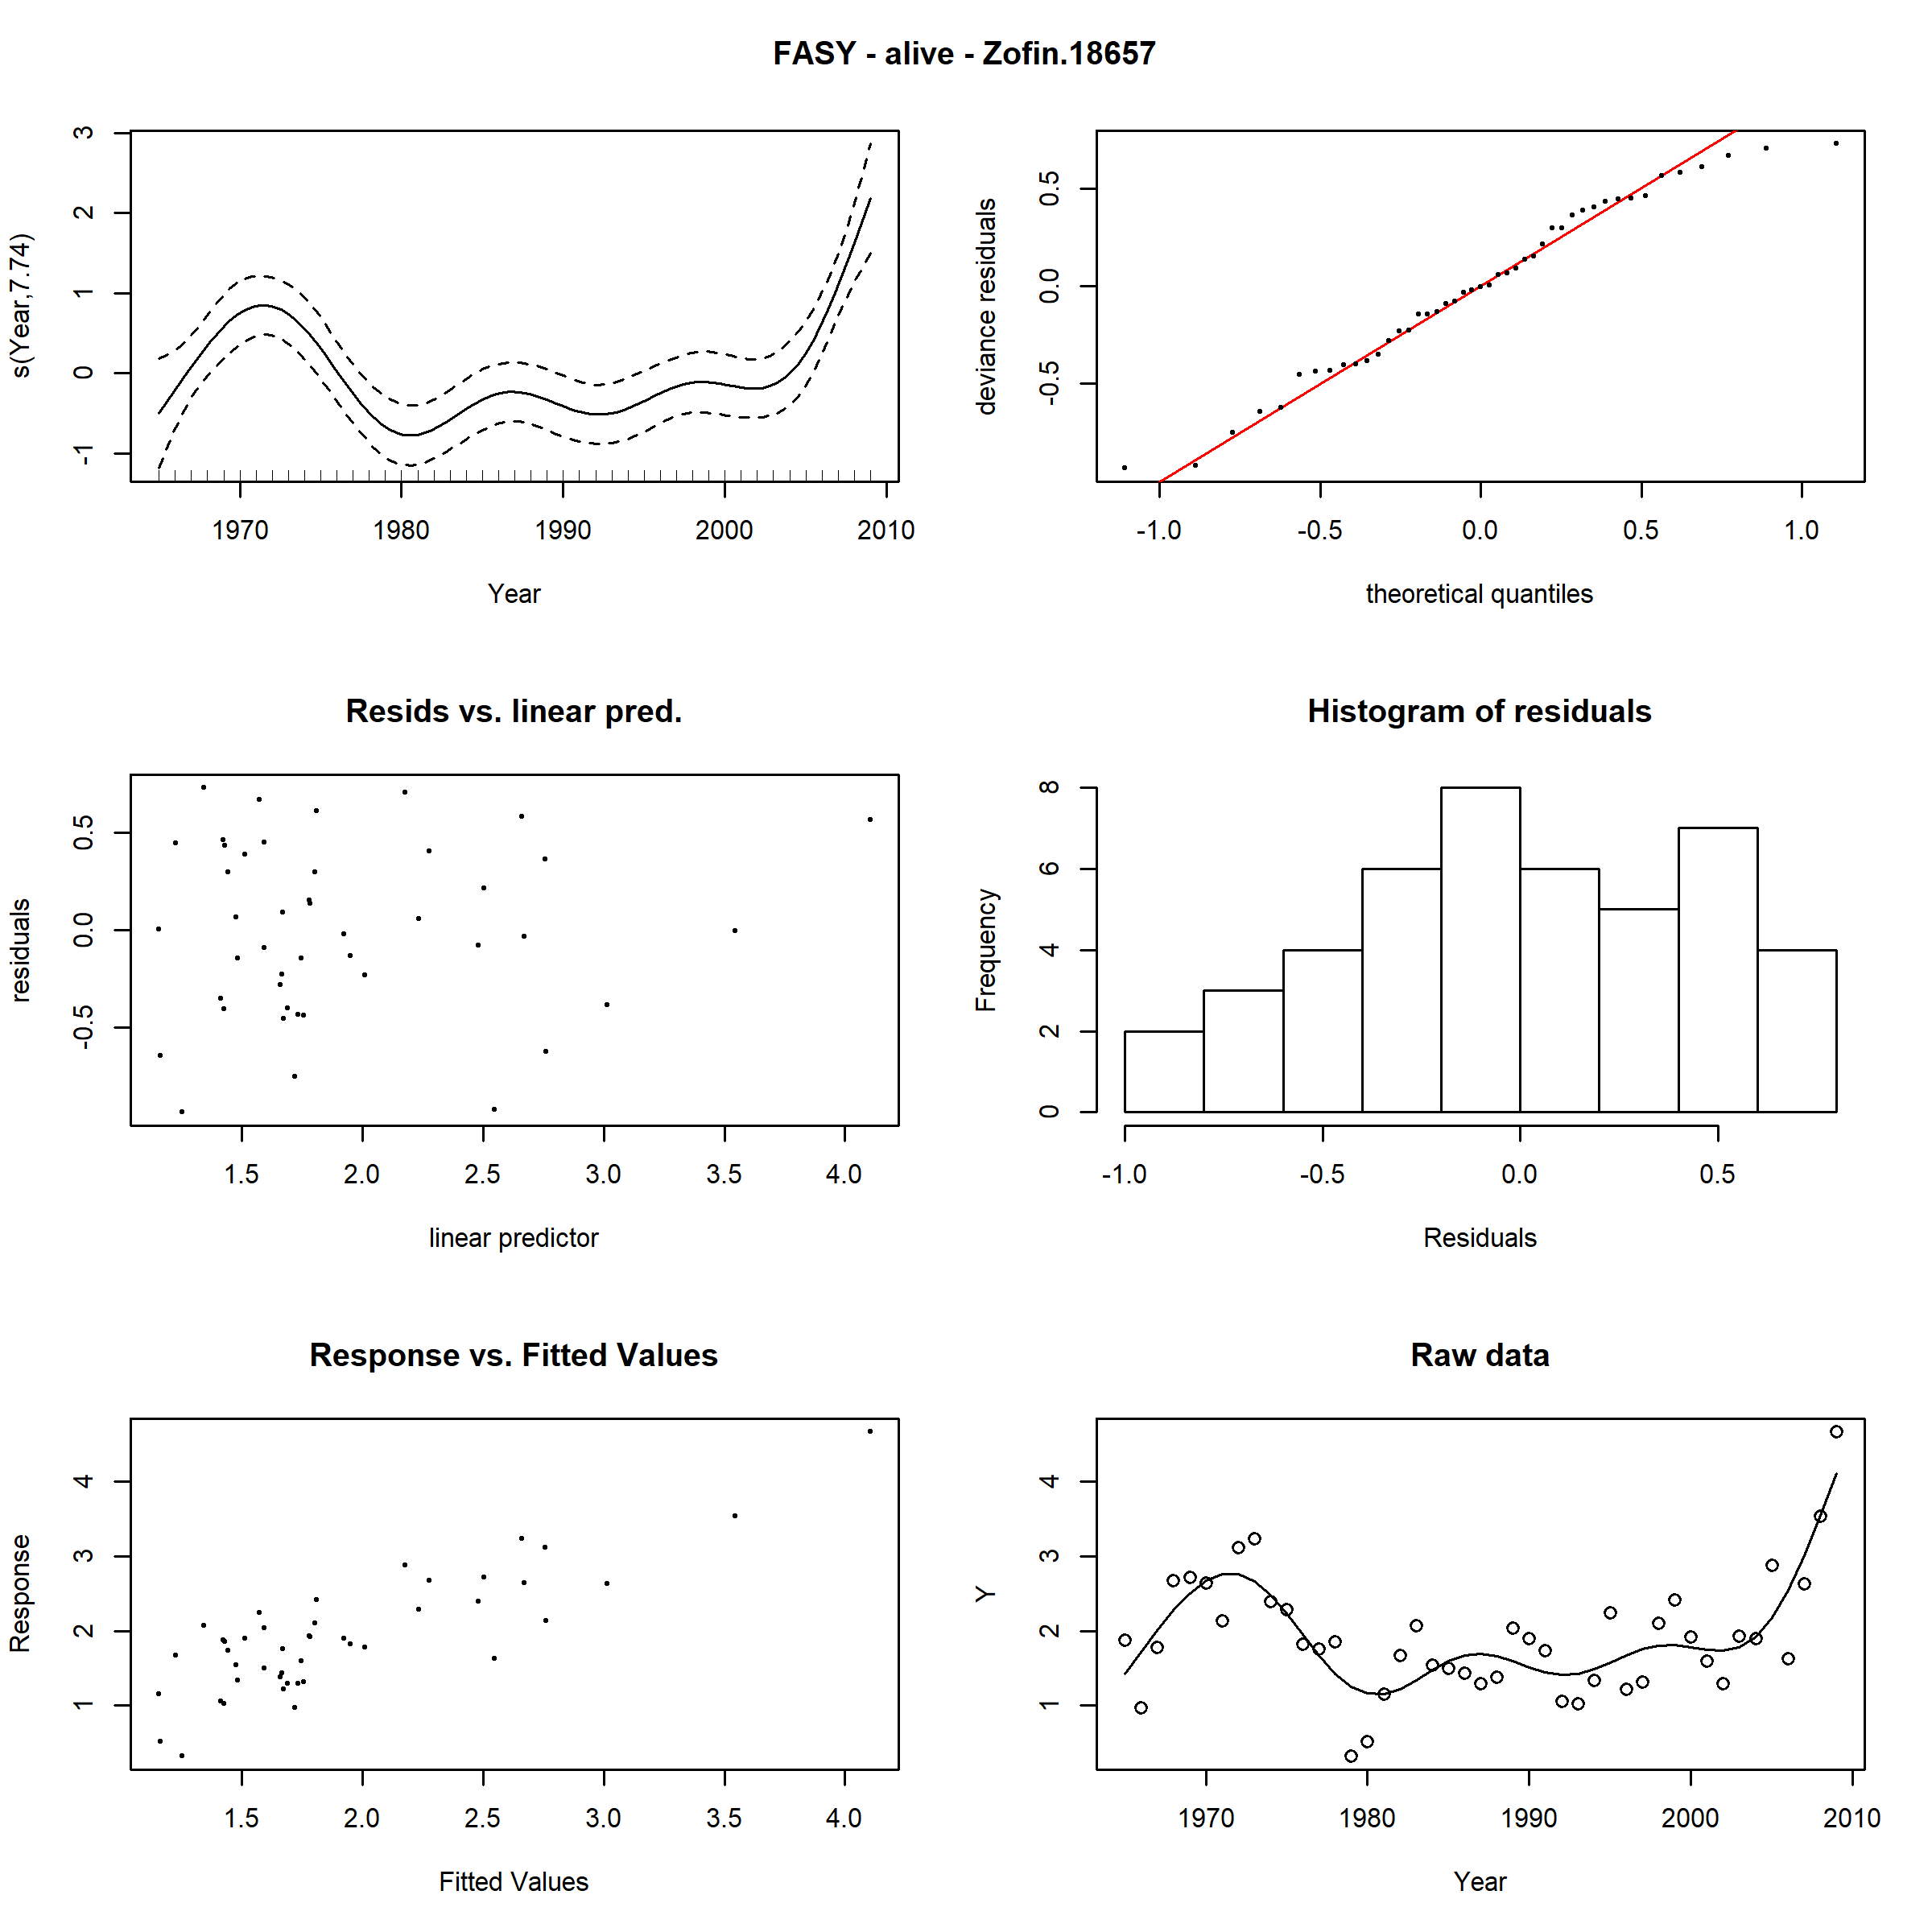 FASY - alive - Zofin.18657
s(Year,7.74)
3
2
1
0
-1
1970 1980 1990 2000 2010
Year
deviance residuals
0.5
0.0
-0.5
-1.0 -0.5 0.0 0.5 1.0
theoretical quantiles
Resids vs. linear pred.
residuals
0.5
0.0
-0.5
1.5 2.0 2.5 3.0 3.5 4.0
linear predictor
Histogram of residuals
Frequency
8
6
4
2
0
-1.0 -0.5 0.0 0.5
Residuals
Response vs. Fitted Values
Response
4
3
2
1
1.5 2.0 2.5 3.0 3.5 4.0
Fitted Values
Raw data
Y
4
3
2
1
1970 1980 1990 2000 2010
Year